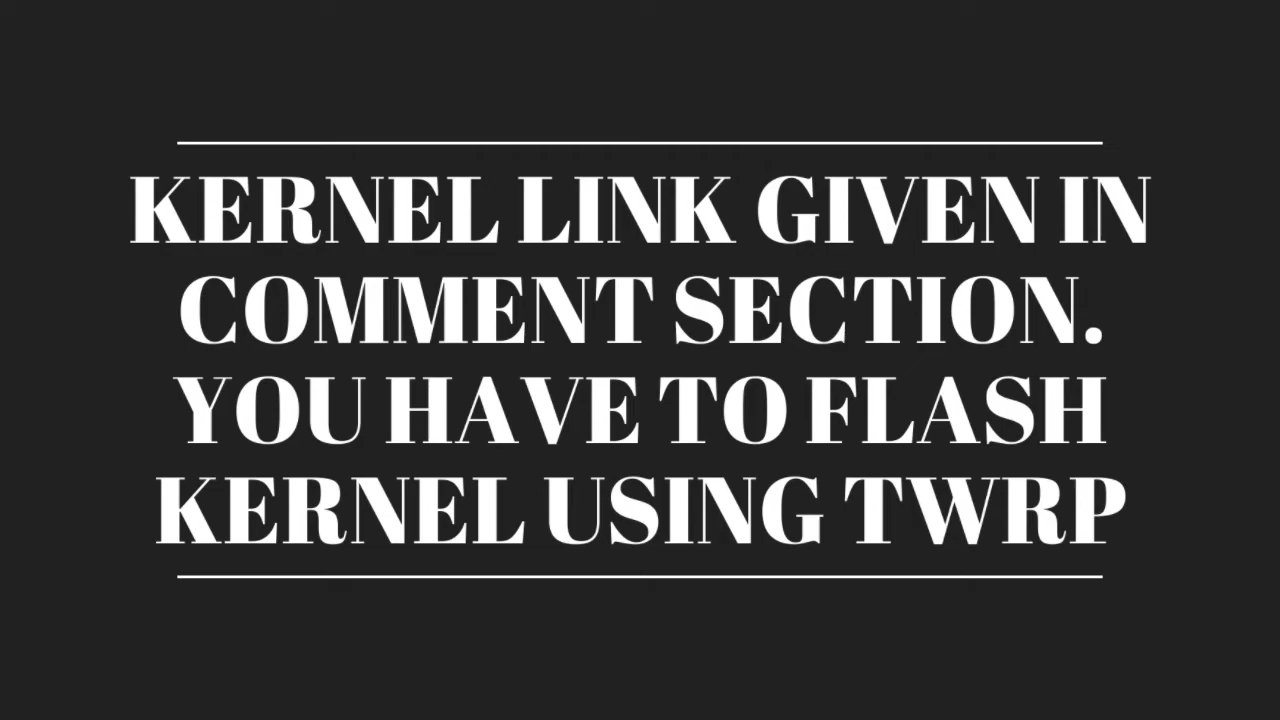 KERNEL LINK GIVEN IN
COMMENT SECTION.
YOU HAVE TO FLASH
KERNEL USING TWRP